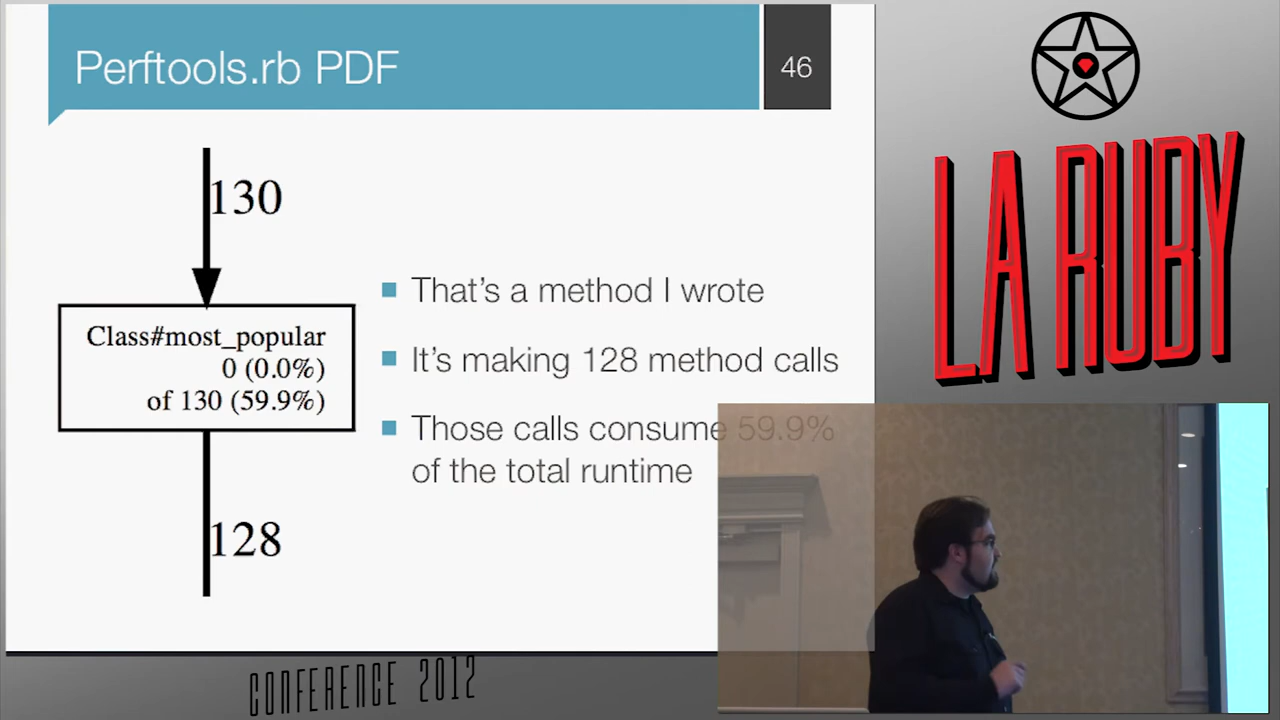 Perftools.rb PDF
46
130
Class#most_popular
0 (0.0%)
of 130 (59.9%)
128
That's a method I wrote
It's making 128 method calls
Those calls consume 59.9%
of the total runtime
LA RUBY
CONFERENCE 2012